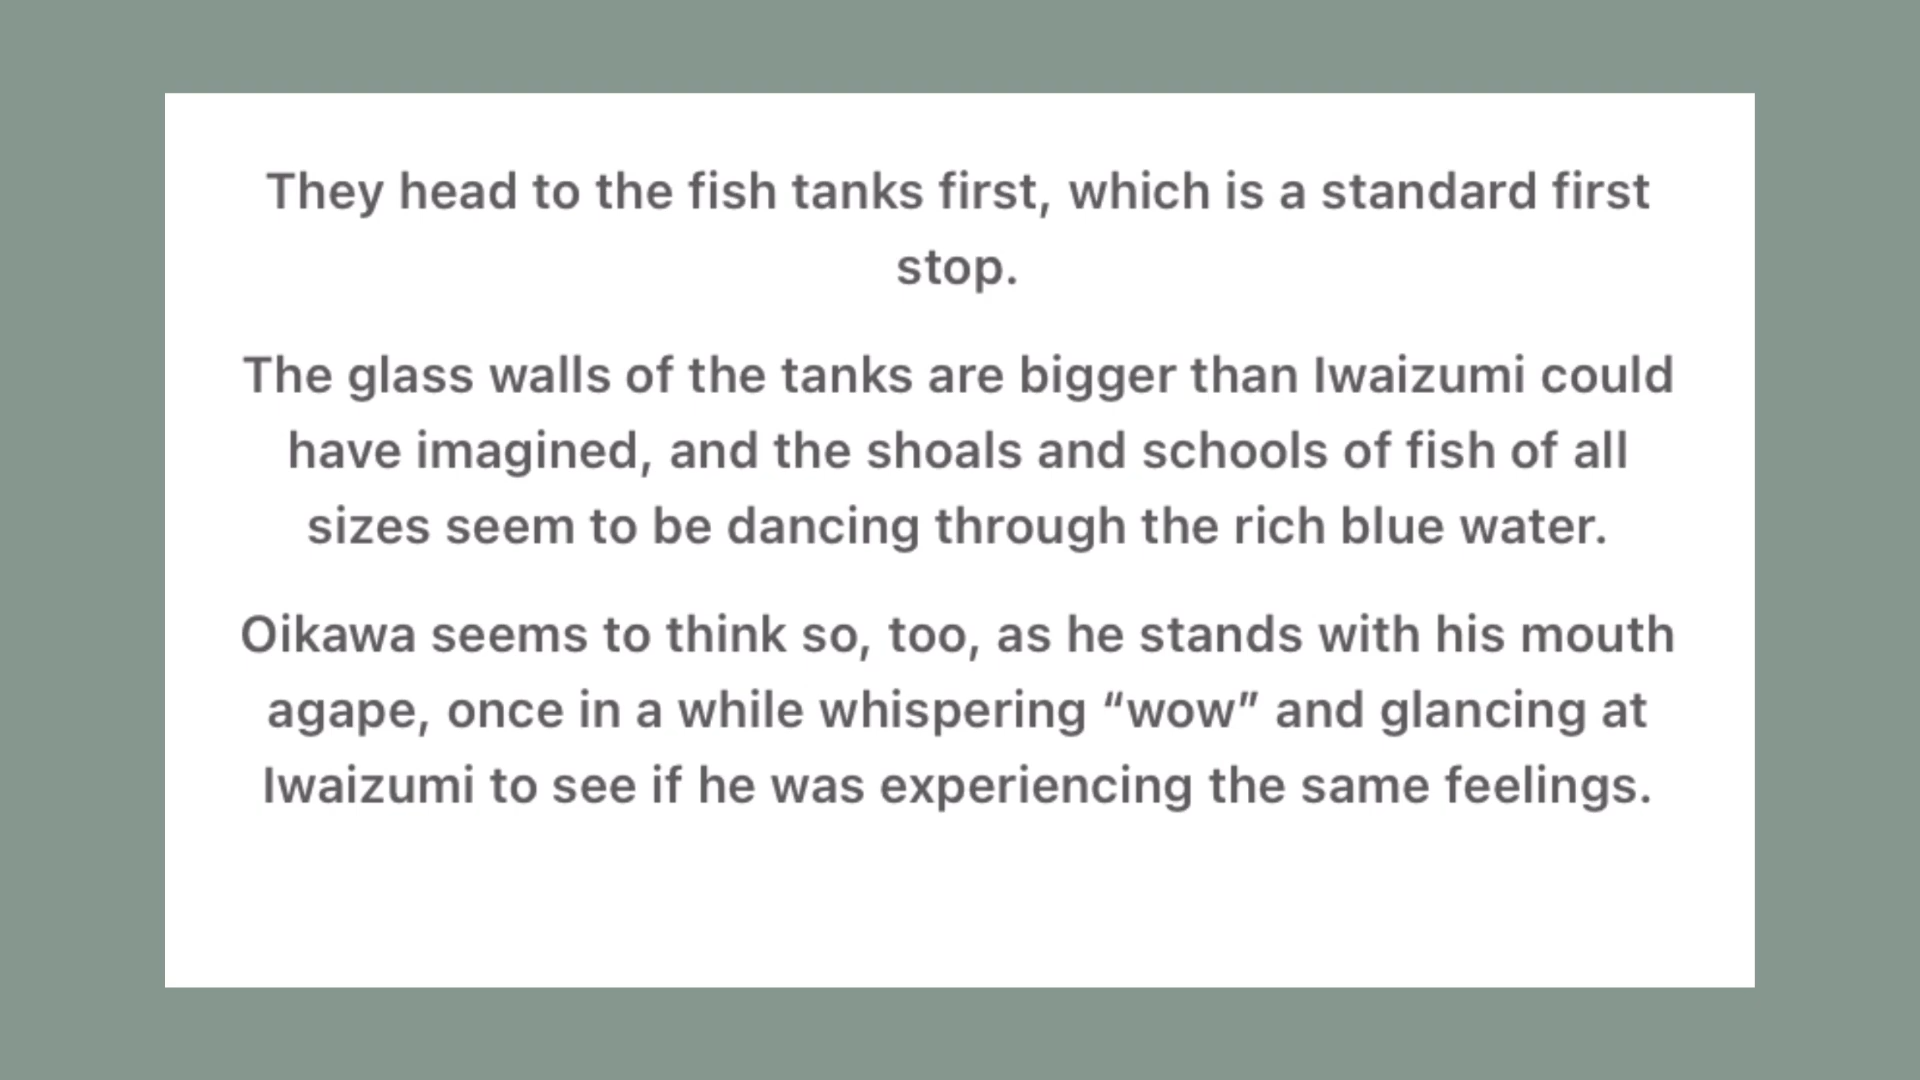 They head to the fish tanks first, which is a standard first
stop.
The glass walls of the tanks are bigger than Iwaizumi could
have imagined, and the shoals and schools of fish of all
sizes seem to be dancing through the rich blue water.
Oikawa seems to think so, too, as he stands with his mouth
agape, once in a while whispering “wow” and glancing at
Iwaizumi to see if he was experiencing the same feelings.